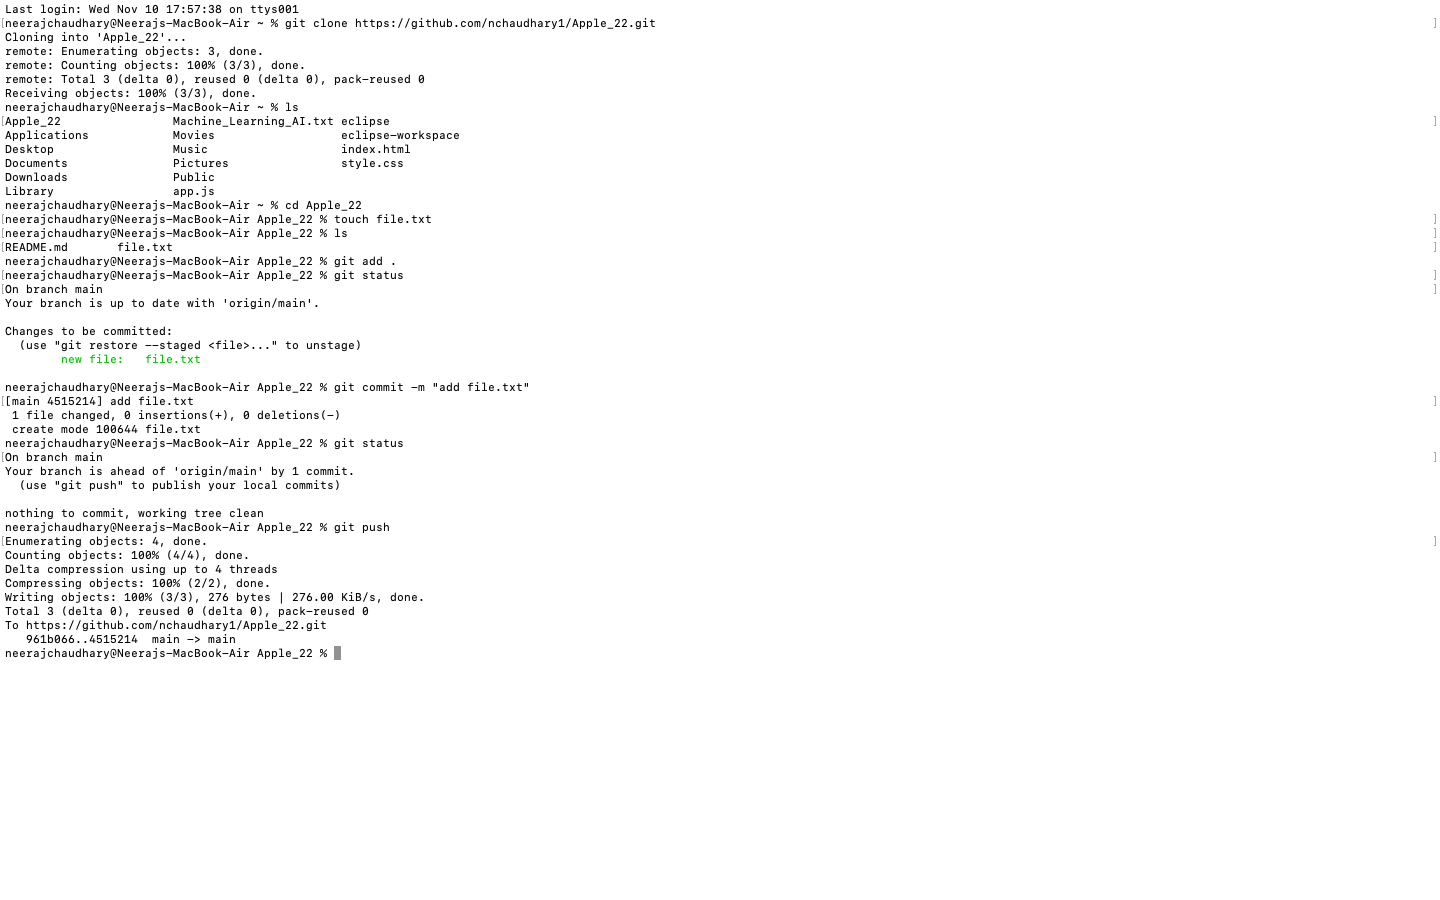 Last login: Wed Nov 10 17:57:38 on ttys001
[neerajchaudhary@Neerajs-MacBook-Air ~ % git clone https://github.com/nchaudhary1/Apple_22.git ]
Cloning into 'Apple_22'...
remote: Enumerating objects: 3, done.
remote: Counting objects: 100% (3/3), done.
remote: Total 3 (delta 0), reused 0 (delta 0), pack-reused 0
Receiving objects: 100% (3/3), done.
neerajchaudhary@Neerajs-MacBook-Air ~ % ls
[Apple_22                Machine_Learning_AI.txt eclipse ]
Applications            Movies                  eclipse-workspace
Desktop                 Music                   index.html
Documents               Pictures                style.css
Downloads               Public
Library                 app.js
neerajchaudhary@Neerajs-MacBook-Air ~ % cd Apple_22
[neerajchaudhary@Neerajs-MacBook-Air Apple_22 % touch file.txt ]
[neerajchaudhary@Neerajs-MacBook-Air Apple_22 % ls ]
[README.md       file.txt ]
neerajchaudhary@Neerajs-MacBook-Air Apple_22 % git add .
[neerajchaudhary@Neerajs-MacBook-Air Apple_22 % git status ]
[On branch main ]
Your branch is up to date with 'origin/main'.

Changes to be committed:
  (use "git restore --staged <file>..." to unstage)
        new file:   file.txt

neerajchaudhary@Neerajs-MacBook-Air Apple_22 % git commit -m "add file.txt"
[[main 4515214] add file.txt ]
 1 file changed, 0 insertions(+), 0 deletions(-)
 create mode 100644 file.txt
neerajchaudhary@Neerajs-MacBook-Air Apple_22 % git status
[On branch main ]
Your branch is ahead of 'origin/main' by 1 commit.
  (use "git push" to publish your local commits)

nothing to commit, working tree clean
neerajchaudhary@Neerajs-MacBook-Air Apple_22 % git push
[Enumerating objects: 4, done. ]
Counting objects: 100% (4/4), done.
Delta compression using up to 4 threads
Compressing objects: 100% (2/2), done.
Writing objects: 100% (3/3), 276 bytes | 276.00 KiB/s, done.
Total 3 (delta 0), reused 0 (delta 0), pack-reused 0
To https://github.com/nchaudhary1/Apple_22.git
   961b066..4515214  main -> main
neerajchaudhary@Neerajs-MacBook-Air Apple_22 %